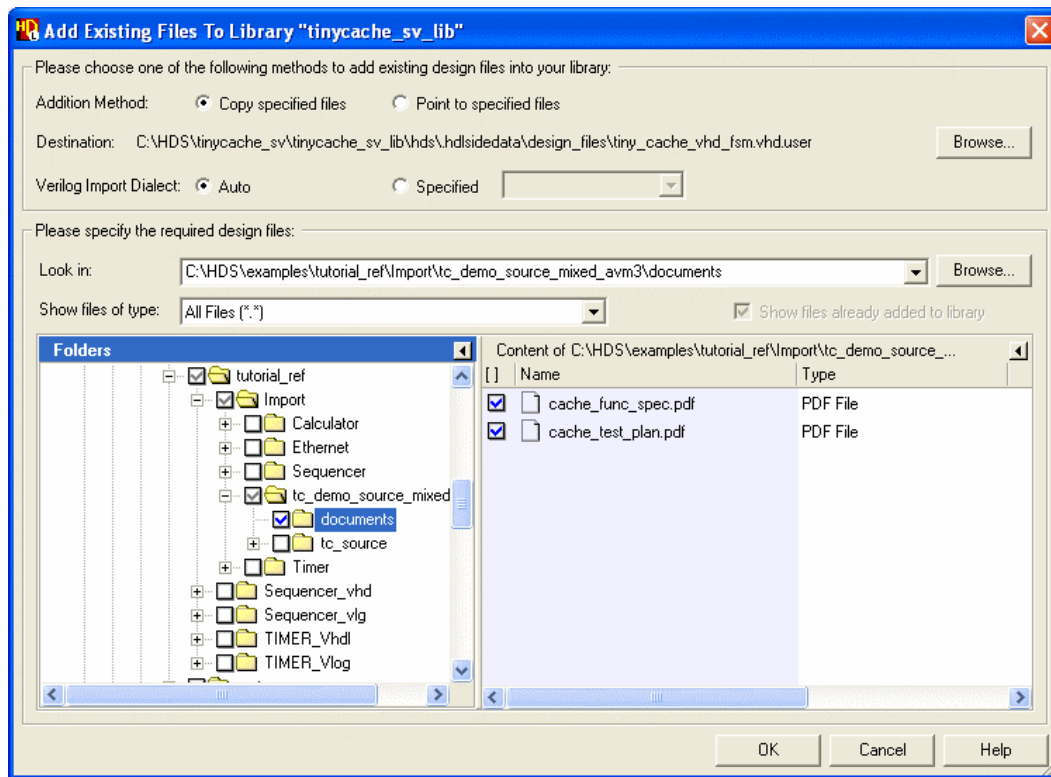 Add Existing Files To Library "tinycache_sv_lib"
Please choose one of the following methods to add existing design files into your library:
Addition Method: Copy specified files Point to specified files
Destination: C:\HDS\tinycache_sv\tinycache_sv_lib\hds\.hdlsidedata\design_files\tiny_cache_vhd_fsm.vhd.user Browse...
Verilog Import Dialect: Auto Specified
Please specify the required design files:
Look in: C:\HDS\examples\tutorial_ref\Import\tc_demo_source_mixed_avm3\documents Browse...
Show files of type: All Files (*.*) Show files already added to library
Folders Content of C:\HDS\examples\tutorial_ref\Import\tc_demo_source_...
[ ] Name Type
tutorial_ref
Import
cache_func_spec.pdf PDF File
Calculator
cache_test_plan.pdf PDF File
Ethernet
Sequencer
tc_demo_source_mixed
documents
tc_source
Timer
Sequencer_vhd
Sequencer_vlg
TIMER_Vhdl
TIMER_Vlog
OK Cancel Help